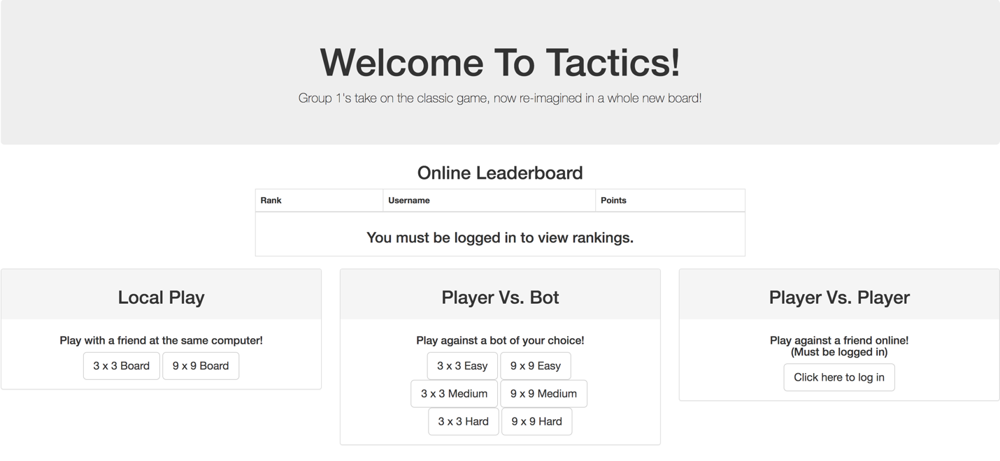 Welcome To Tactics!
Group 1's take on the classic game, now re-imagined in a whole new board!
Online Leaderboard
Rank Username Points
You must be logged in to view rankings.
Local Play
Play with a friend at the same computer!
3 x 3 Board 9 x 9 Board
Player Vs. Bot
Play against a bot of your choice!
3 x 3 Easy 9 x 9 Easy
3 x 3 Medium 9 x 9 Medium
3 x 3 Hard 9 x 9 Hard
Player Vs. Player
Play against a friend online!
(Must be logged in)
Click here to log in